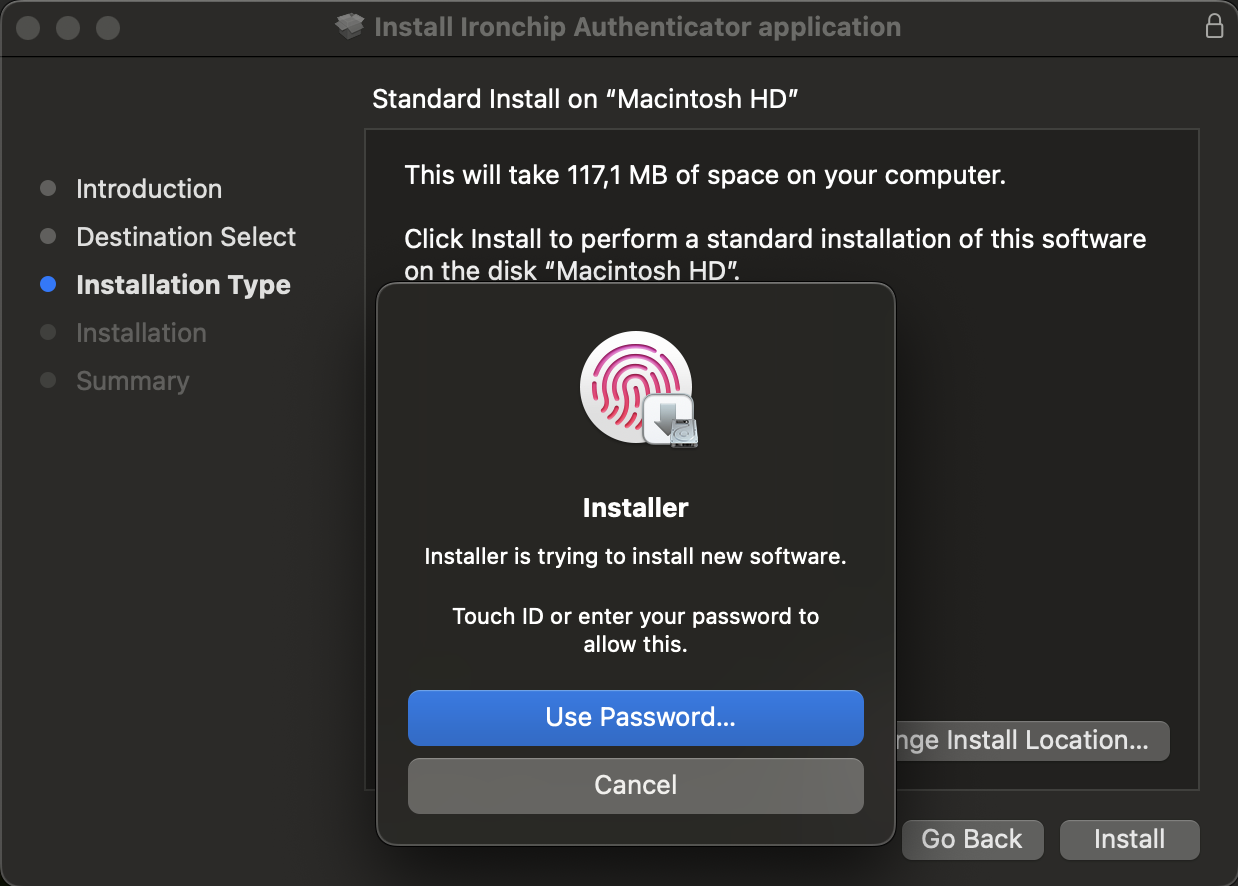 Install Ironchip Authenticator application
Standard Install on “Macintosh HD”
Introduction
Destination Select
Installation Type
Installation
Summary
This will take 117,1 MB of space on your computer.
Click Install to perform a standard installation of this software
on the disk “Macintosh HD”.
Installer
Installer is trying to install new software.
Touch ID or enter your password to
allow this.
Use Password...
Cancel
nge Install Location...
Go Back
Install